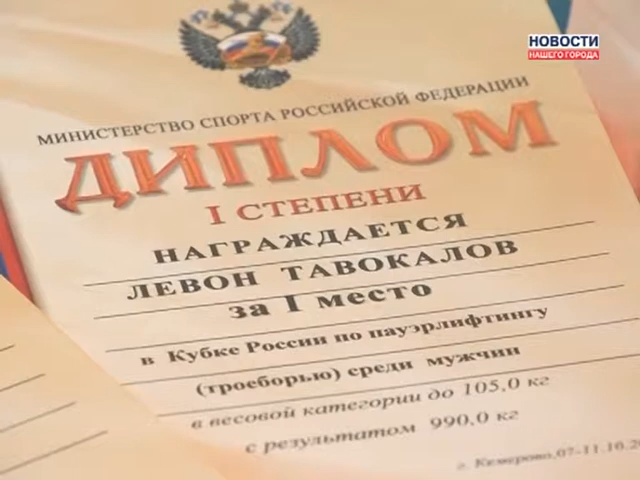 НОВОСТИ
НАШЕГО ГОРОДА
МИНИСТЕРСТВО СПОРТА РОССИЙСКОЙ ФЕДЕРАЦИИ
ДИПЛОМ
I СТЕПЕНИ
НАГРАЖДАЕТСЯ
ЛЕВОН ТАВОКАЛОВ
за I место
в Кубке России по пауэрлифтингу
(троеборью) среди мужчин
в весовой категории до 105,0 кг
с результатом 990,0 кг
г. Кемерово, 07-11.10.20